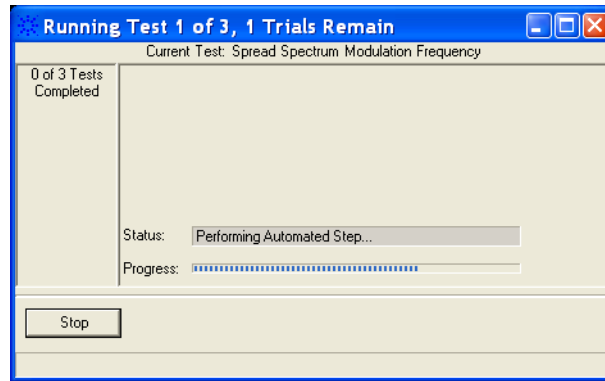 Running Test 1 of 3, 1 Trials Remain
Current Test: Spread Spectrum Modulation Frequency
0 of 3 Tests
Completed
Status: Performing Automated Step...
Progress:
Stop